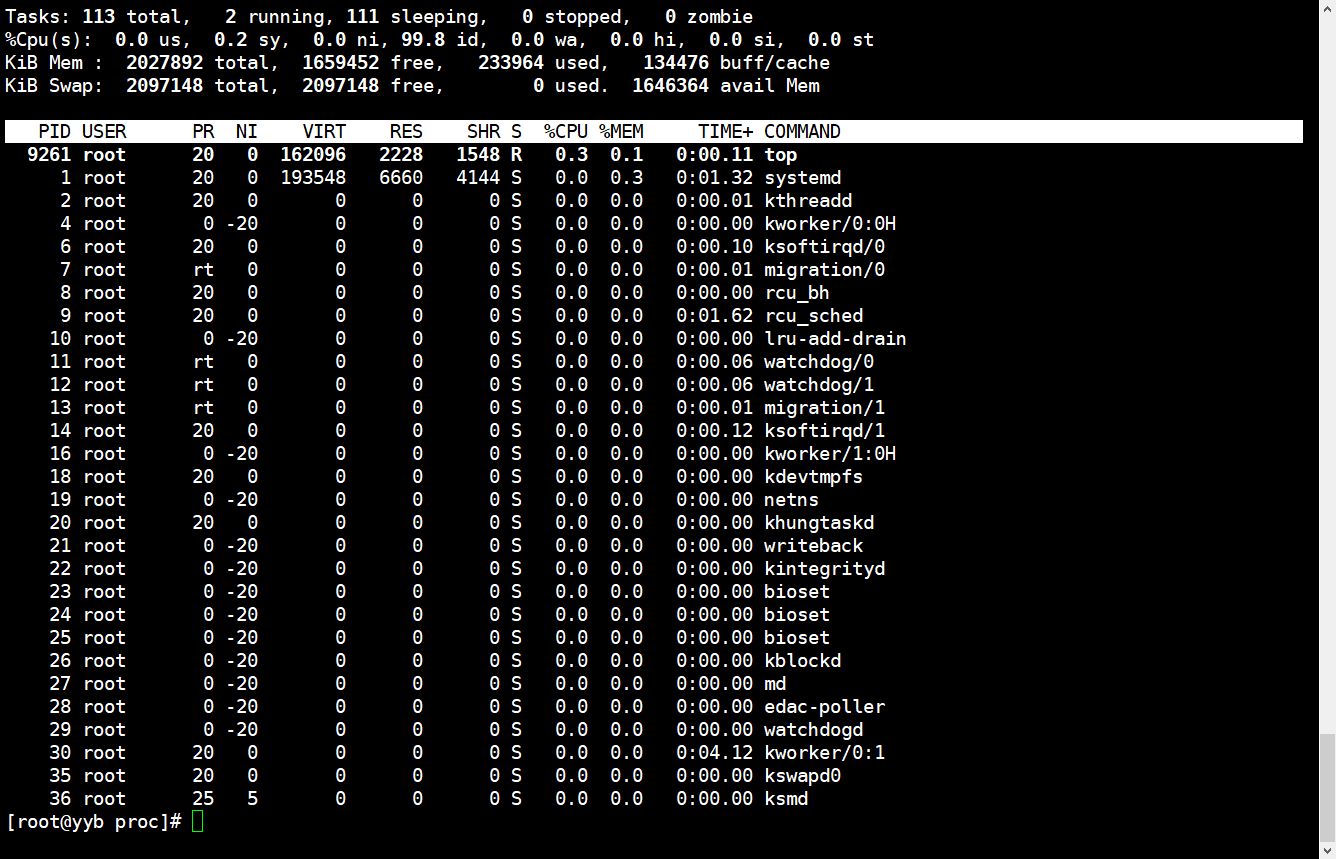 Tasks: 113 total,   2 running, 111 sleeping,   0 stopped,   0 zombie
%Cpu(s):  0.0 us,  0.2 sy,  0.0 ni, 99.8 id,  0.0 wa,  0.0 hi,  0.0 si,  0.0 st
KiB Mem :  2027892 total,  1659452 free,   233964 used,   134476 buff/cache
KiB Swap:  2097148 total,  2097148 free,        0 used.  1646364 avail Mem
   PID USER      PR  NI    VIRT    RES    SHR S  %CPU %MEM     TIME+ COMMAND
  9261 root      20   0  162096   2228   1548 R   0.3  0.1   0:00.11 top
     1 root      20   0  193548   6660   4144 S   0.0  0.3   0:01.32 systemd
     2 root      20   0       0      0      0 S   0.0  0.0   0:00.01 kthreadd
     4 root       0 -20       0      0      0 S   0.0  0.0   0:00.00 kworker/0:0H
     6 root      20   0       0      0      0 S   0.0  0.0   0:00.10 ksoftirqd/0
     7 root      rt   0       0      0      0 S   0.0  0.0   0:00.01 migration/0
     8 root      20   0       0      0      0 S   0.0  0.0   0:00.00 rcu_bh
     9 root      20   0       0      0      0 S   0.0  0.0   0:01.62 rcu_sched
    10 root       0 -20       0      0      0 S   0.0  0.0   0:00.00 lru-add-drain
    11 root      rt   0       0      0      0 S   0.0  0.0   0:00.06 watchdog/0
    12 root      rt   0       0      0      0 S   0.0  0.0   0:00.06 watchdog/1
    13 root      rt   0       0      0      0 S   0.0  0.0   0:00.01 migration/1
    14 root      20   0       0      0      0 S   0.0  0.0   0:00.12 ksoftirqd/1
    16 root       0 -20       0      0      0 S   0.0  0.0   0:00.00 kworker/1:0H
    18 root      20   0       0      0      0 S   0.0  0.0   0:00.00 kdevtmpfs
    19 root       0 -20       0      0      0 S   0.0  0.0   0:00.00 netns
    20 root      20   0       0      0      0 S   0.0  0.0   0:00.00 khungtaskd
    21 root       0 -20       0      0      0 S   0.0  0.0   0:00.00 writeback
    22 root       0 -20       0      0      0 S   0.0  0.0   0:00.00 kintegrityd
    23 root       0 -20       0      0      0 S   0.0  0.0   0:00.00 bioset
    24 root       0 -20       0      0      0 S   0.0  0.0   0:00.00 bioset
    25 root       0 -20       0      0      0 S   0.0  0.0   0:00.00 bioset
    26 root       0 -20       0      0      0 S   0.0  0.0   0:00.00 kblockd
    27 root       0 -20       0      0      0 S   0.0  0.0   0:00.00 md
    28 root       0 -20       0      0      0 S   0.0  0.0   0:00.00 edac-poller
    29 root       0 -20       0      0      0 S   0.0  0.0   0:00.00 watchdogd
    30 root      20   0       0      0      0 S   0.0  0.0   0:04.12 kworker/0:1
    35 root      20   0       0      0      0 S   0.0  0.0   0:00.00 kswapd0
    36 root      25   5       0      0      0 S   0.0  0.0   0:00.00 ksmd
[root@yyb proc]#